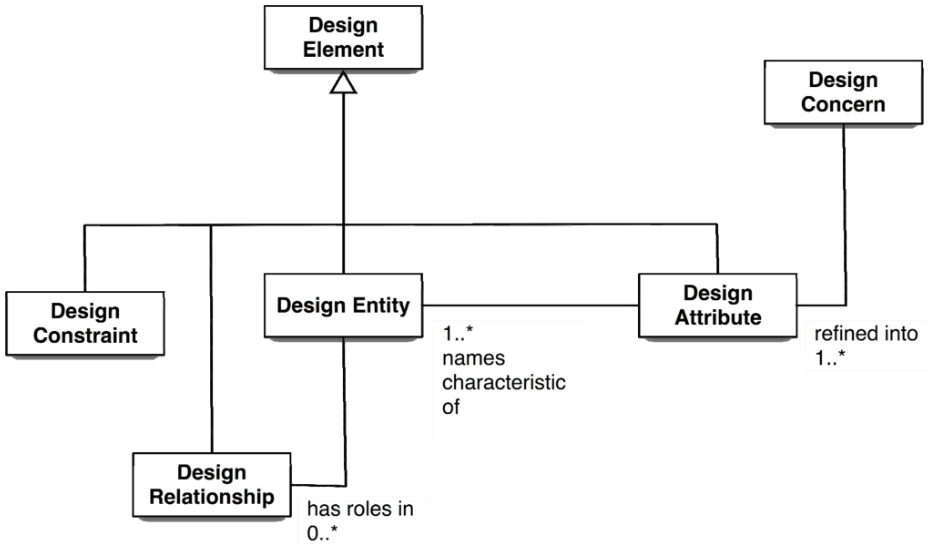 Design
Element
Design
Concern
Design
Constraint
Design Entity
Design
Attribute
1..*
names
characteristic
of
refined into
1..*
Design
Relationship
has roles in
0..*